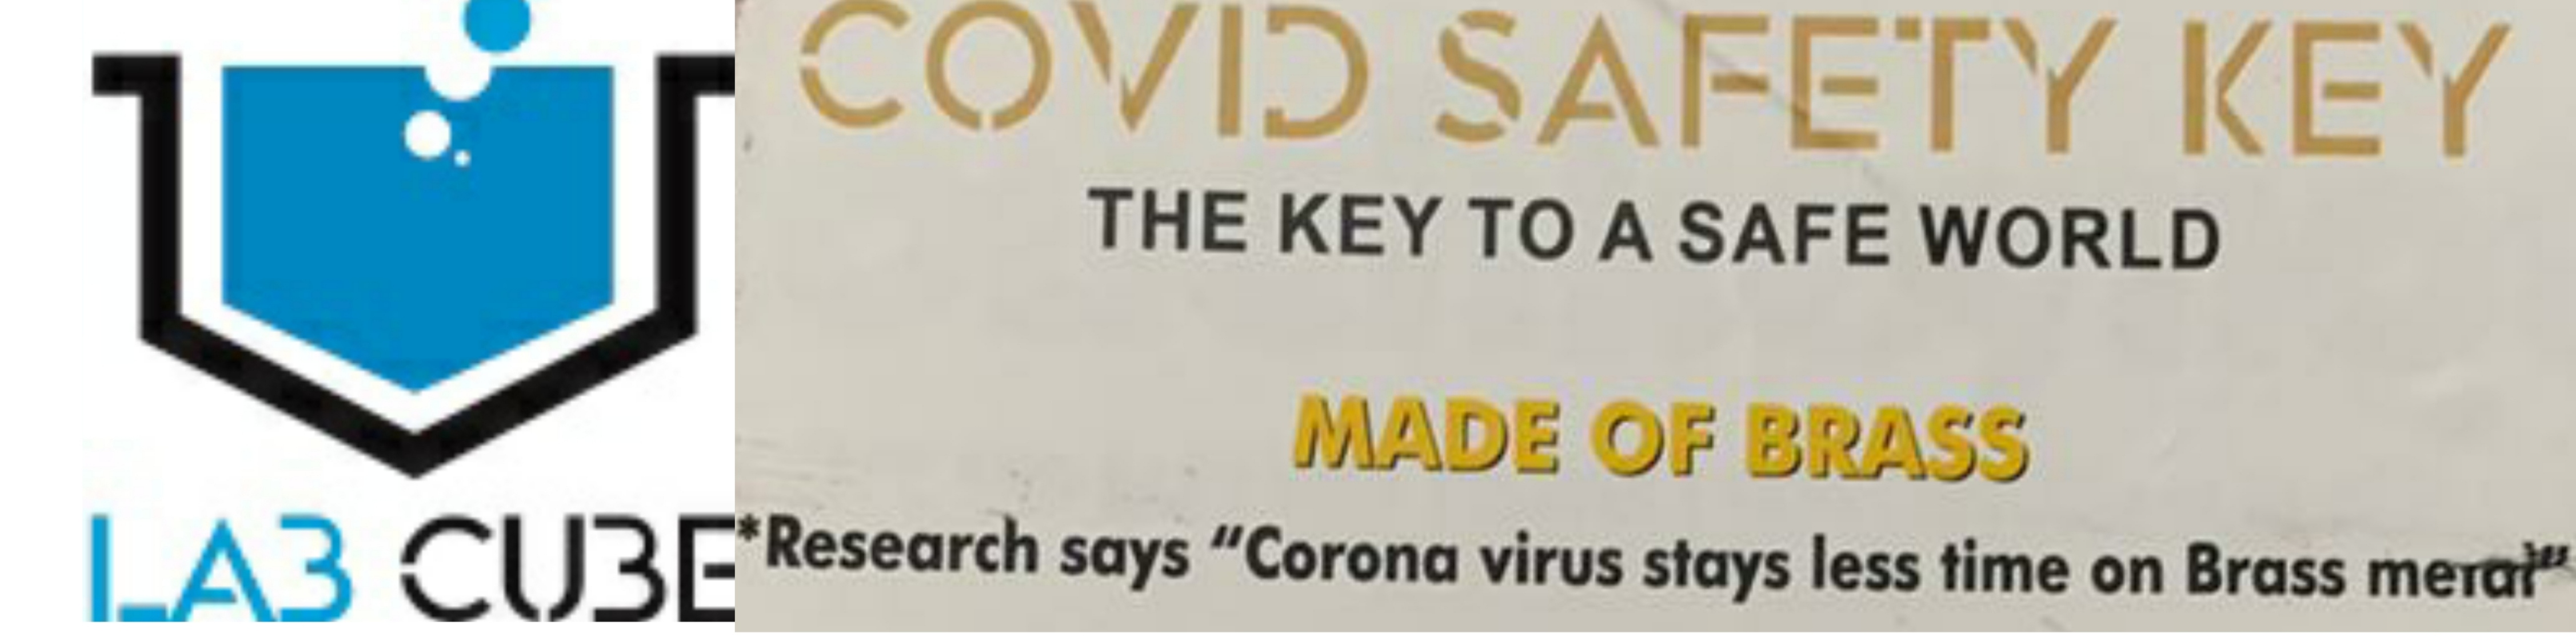 LAB CUBE
COVID SAFETY KEY
THE KEY TO A SAFE WORLD
MADE OF BRASS
*Research says “Corona virus stays less time on Brass metal”